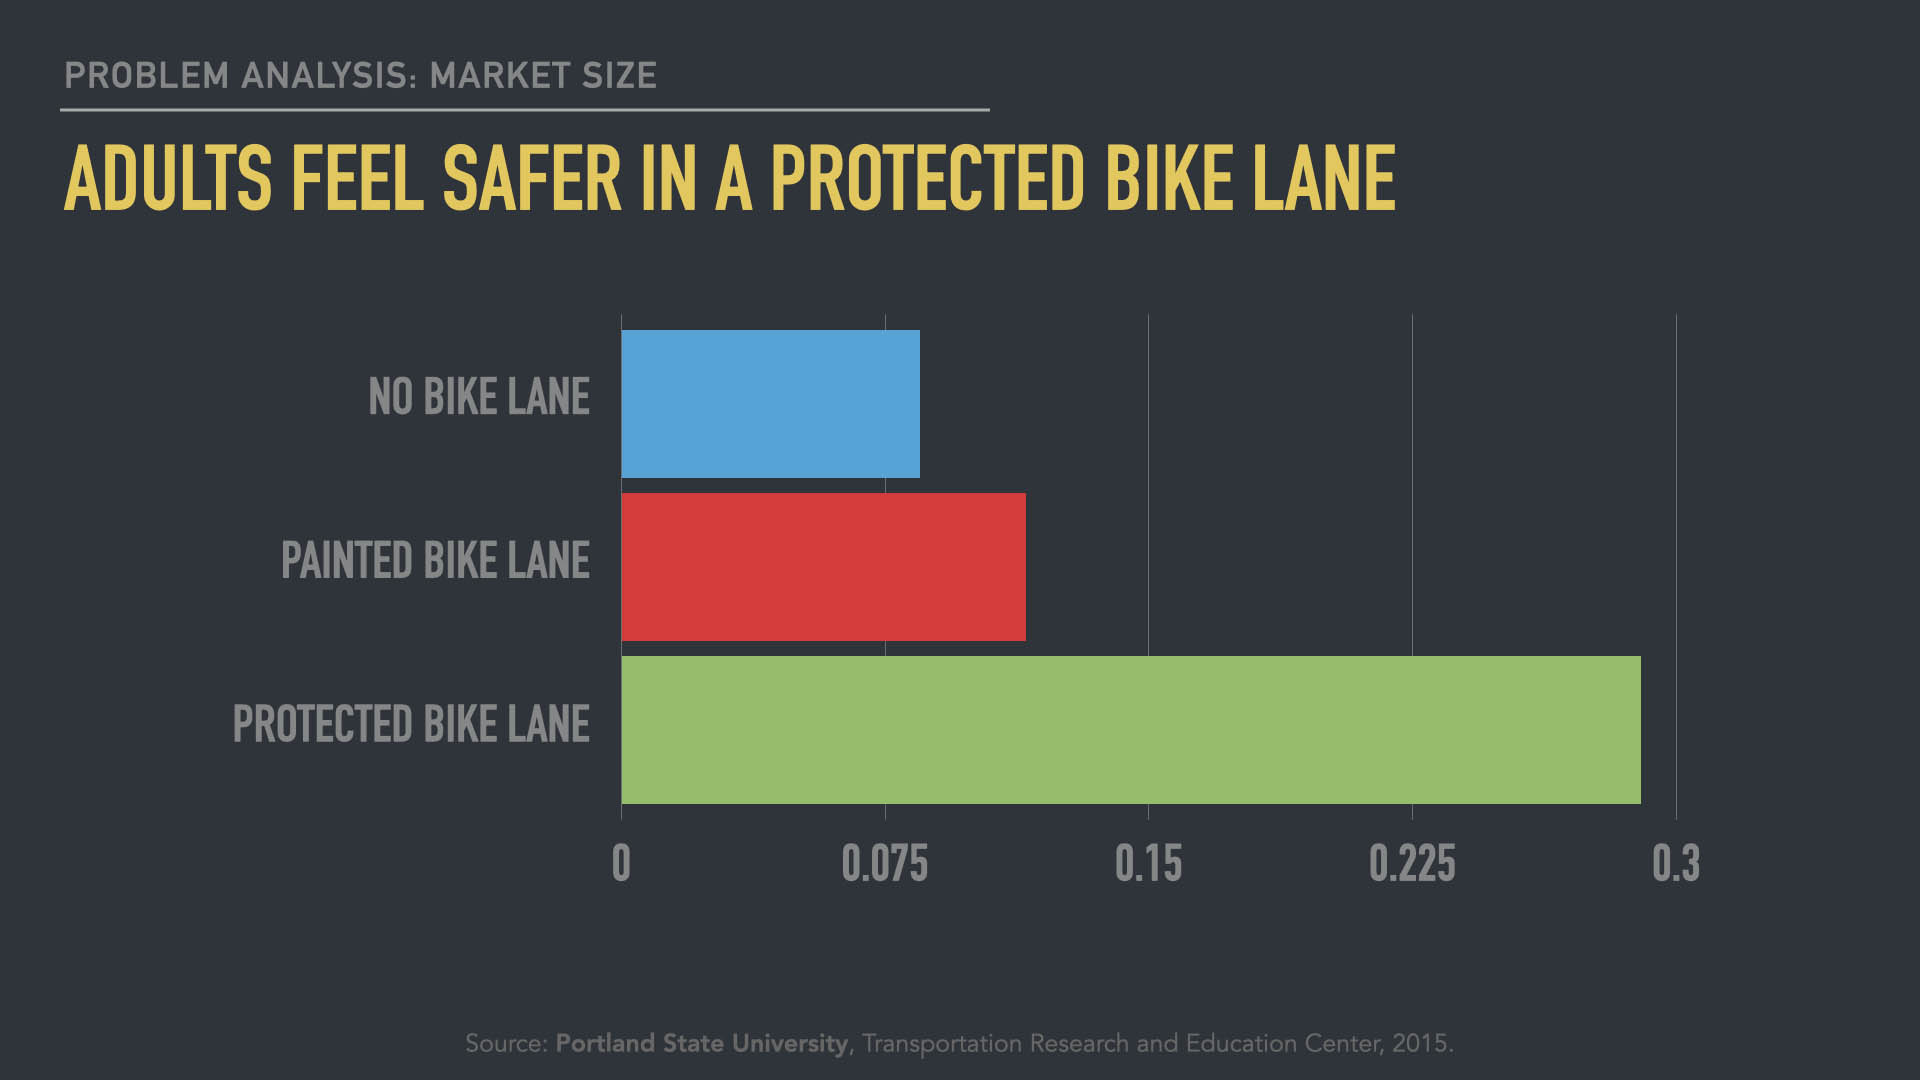 PROBLEM ANALYSIS: MARKET SIZE
ADULTS FEEL SAFER IN A PROTECTED BIKE LANE
NO BIKE LANE
PAINTED BIKE LANE
PROTECTED BIKE LANE
0 0.075 0.15 0.225 0.3
Source: Portland State University, Transportation Research and Education Center, 2015.